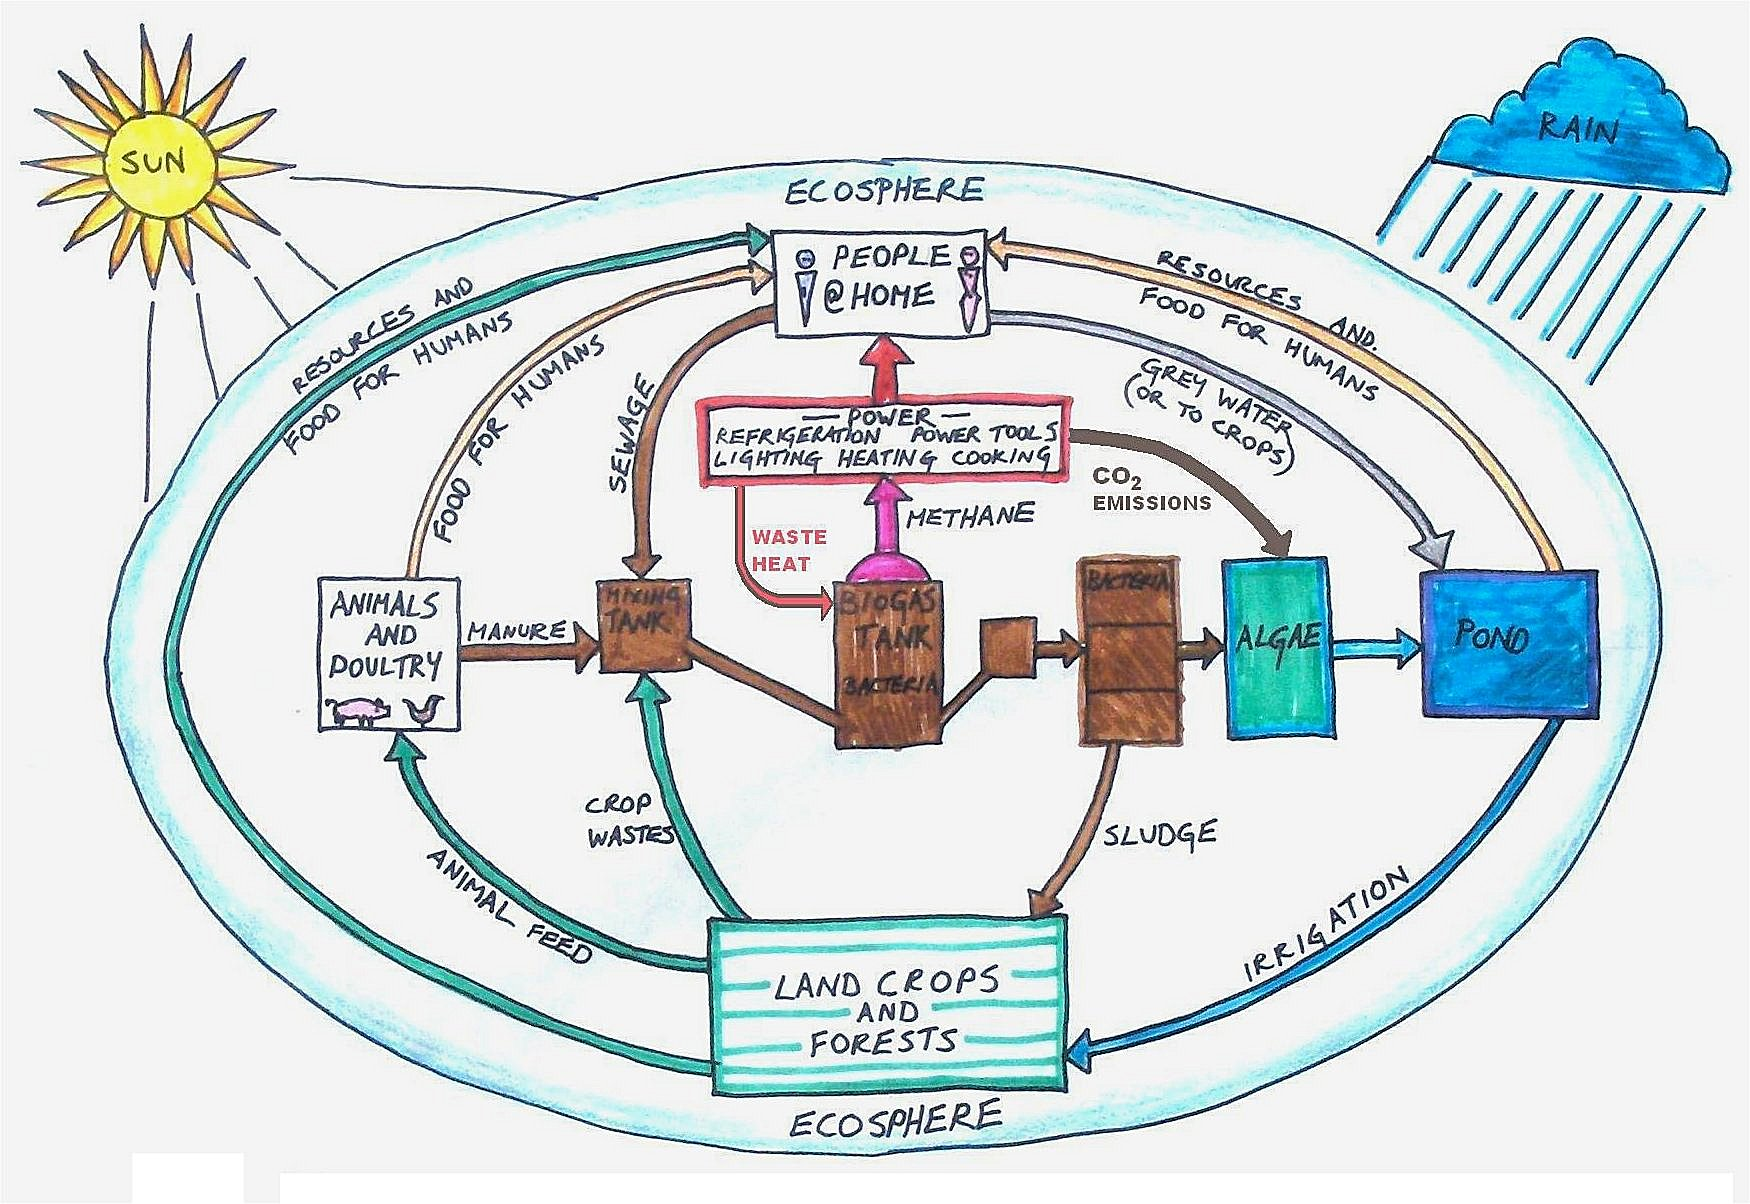 SUN
RAIN
ECOSPHERE
PEOPLE
@ HOME
RESOURCES AND
FOOD FOR HUMANS
FOOD FOR HUMANS
SEWAGE
RESOURCES AND.
FOOD FOR HUMANS
GREY WATER
(OR TO CROPS)
— POWER —
REFRIGERATION POWER TOOLS
LIGHTING HEATING COOKING
CO₂
EMISSIONS
METHANE
WASTE
HEAT
ANIMALS
AND
POULTRY
MANURE
MIXING
TANK
BIOGAS
TANK
BACTERIA
BACTERIA
ALGAE
POND
CROP
WASTES
ANIMAL FEED
SLUDGE
IRRIGATION
LAND CROPS
AND
FORESTS
ECOSPHERE